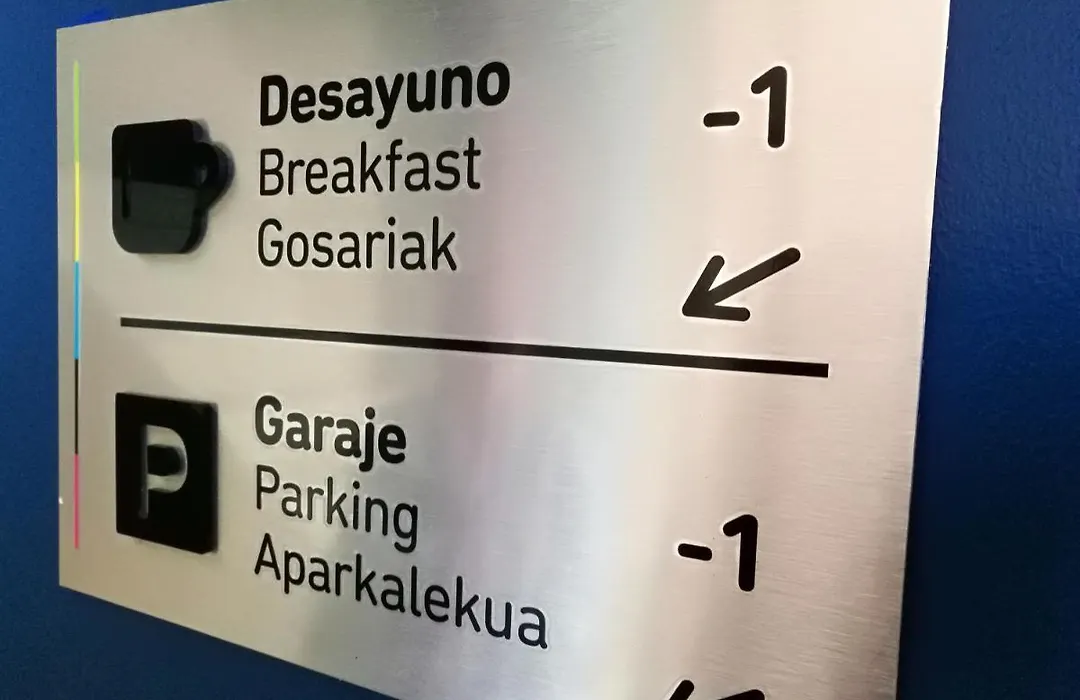 Desayuno
Breakfast
Gosariak
-1
P
Garaje
Parking
Aparkalekua
-1